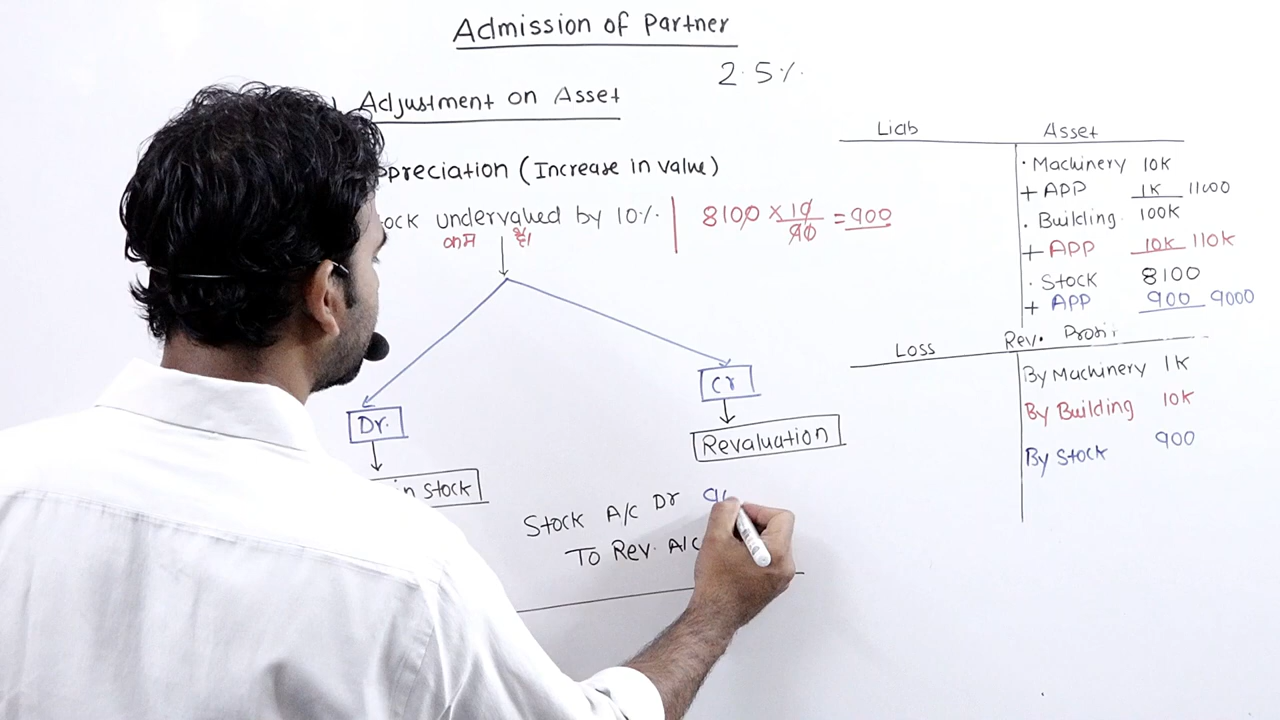 Admission of Partner
2.5%.
Adjustment on Asset
ppreciation (Increase in value)
ock undervalued by 10%. | 8100 × 10/90 = 900
कम
Dr.
in stock
Cr
Revaluation
Stock A/c Dr
To Rev. A/c
Liab Asset
· Machinery 10K
+ APP 1K 11000
· Building. 100K
+ APP 10K 110K
· Stock 8100
+ APP 900 9000
Loss Rev. Profit
By Machinery 1K
By Building 10K
By Stock 900